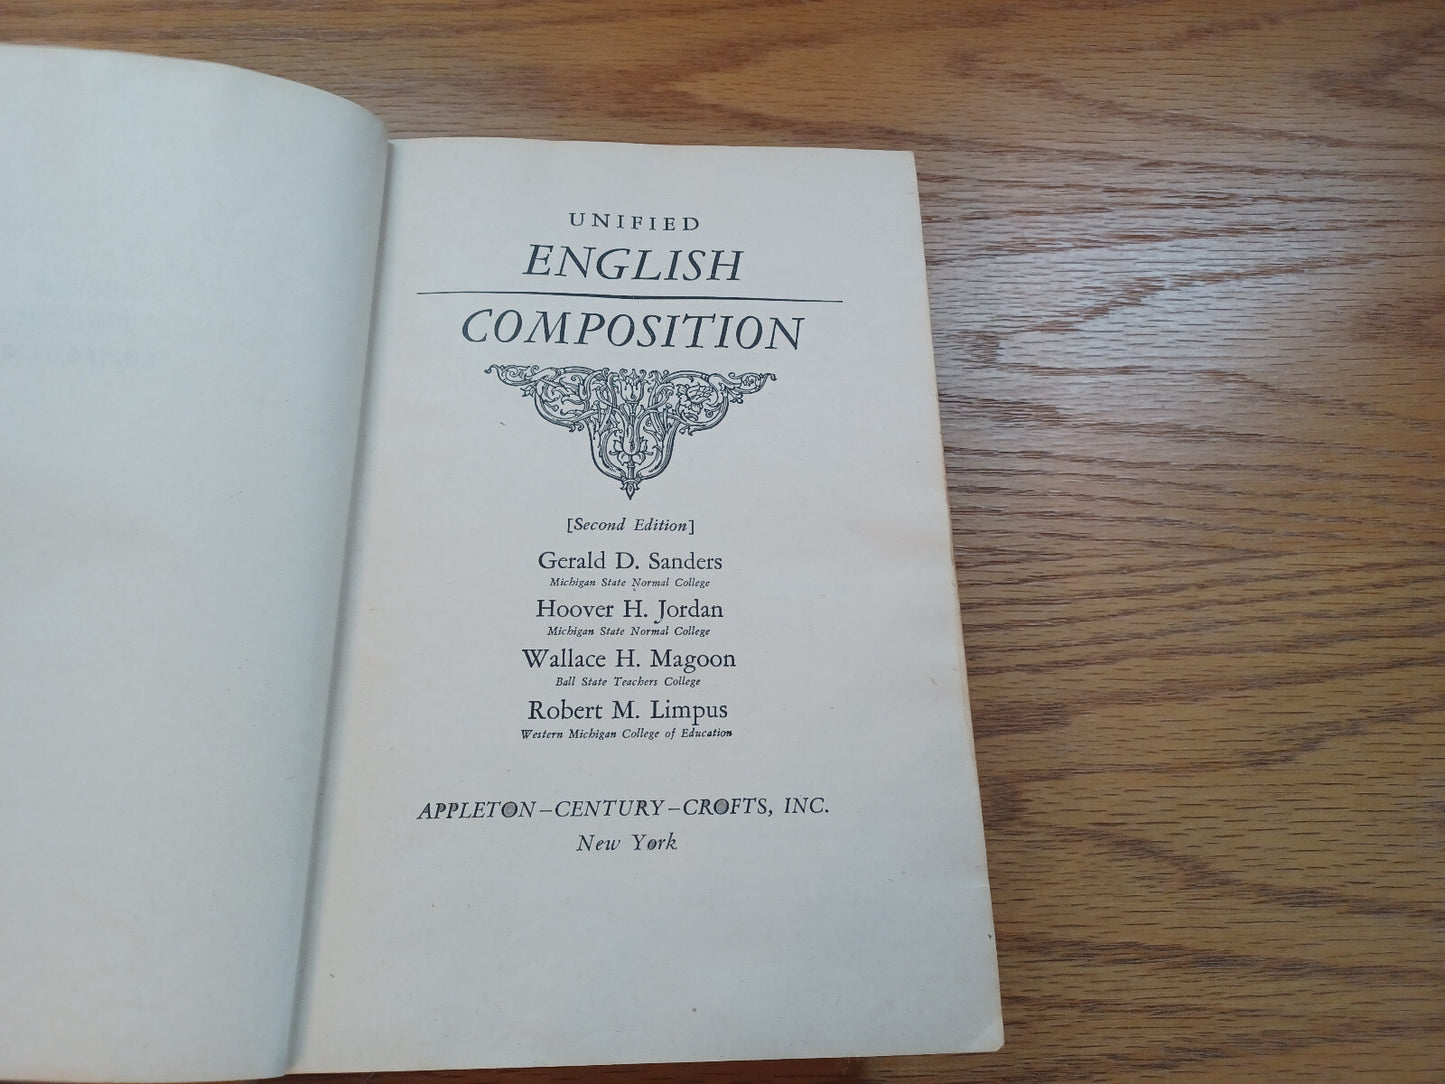 UNIFIED
ENGLISH
COMPOSITION
[Second Edition]
Gerald D. Sanders
Michigan State Normal College
Hoover H. Jordan
Michigan State Normal College
Wallace H. Magoon
Ball State Teachers College
Robert M. Limpus
Western Michigan College of Education
APPLETON–CENTURY–CROFTS, INC.
New York